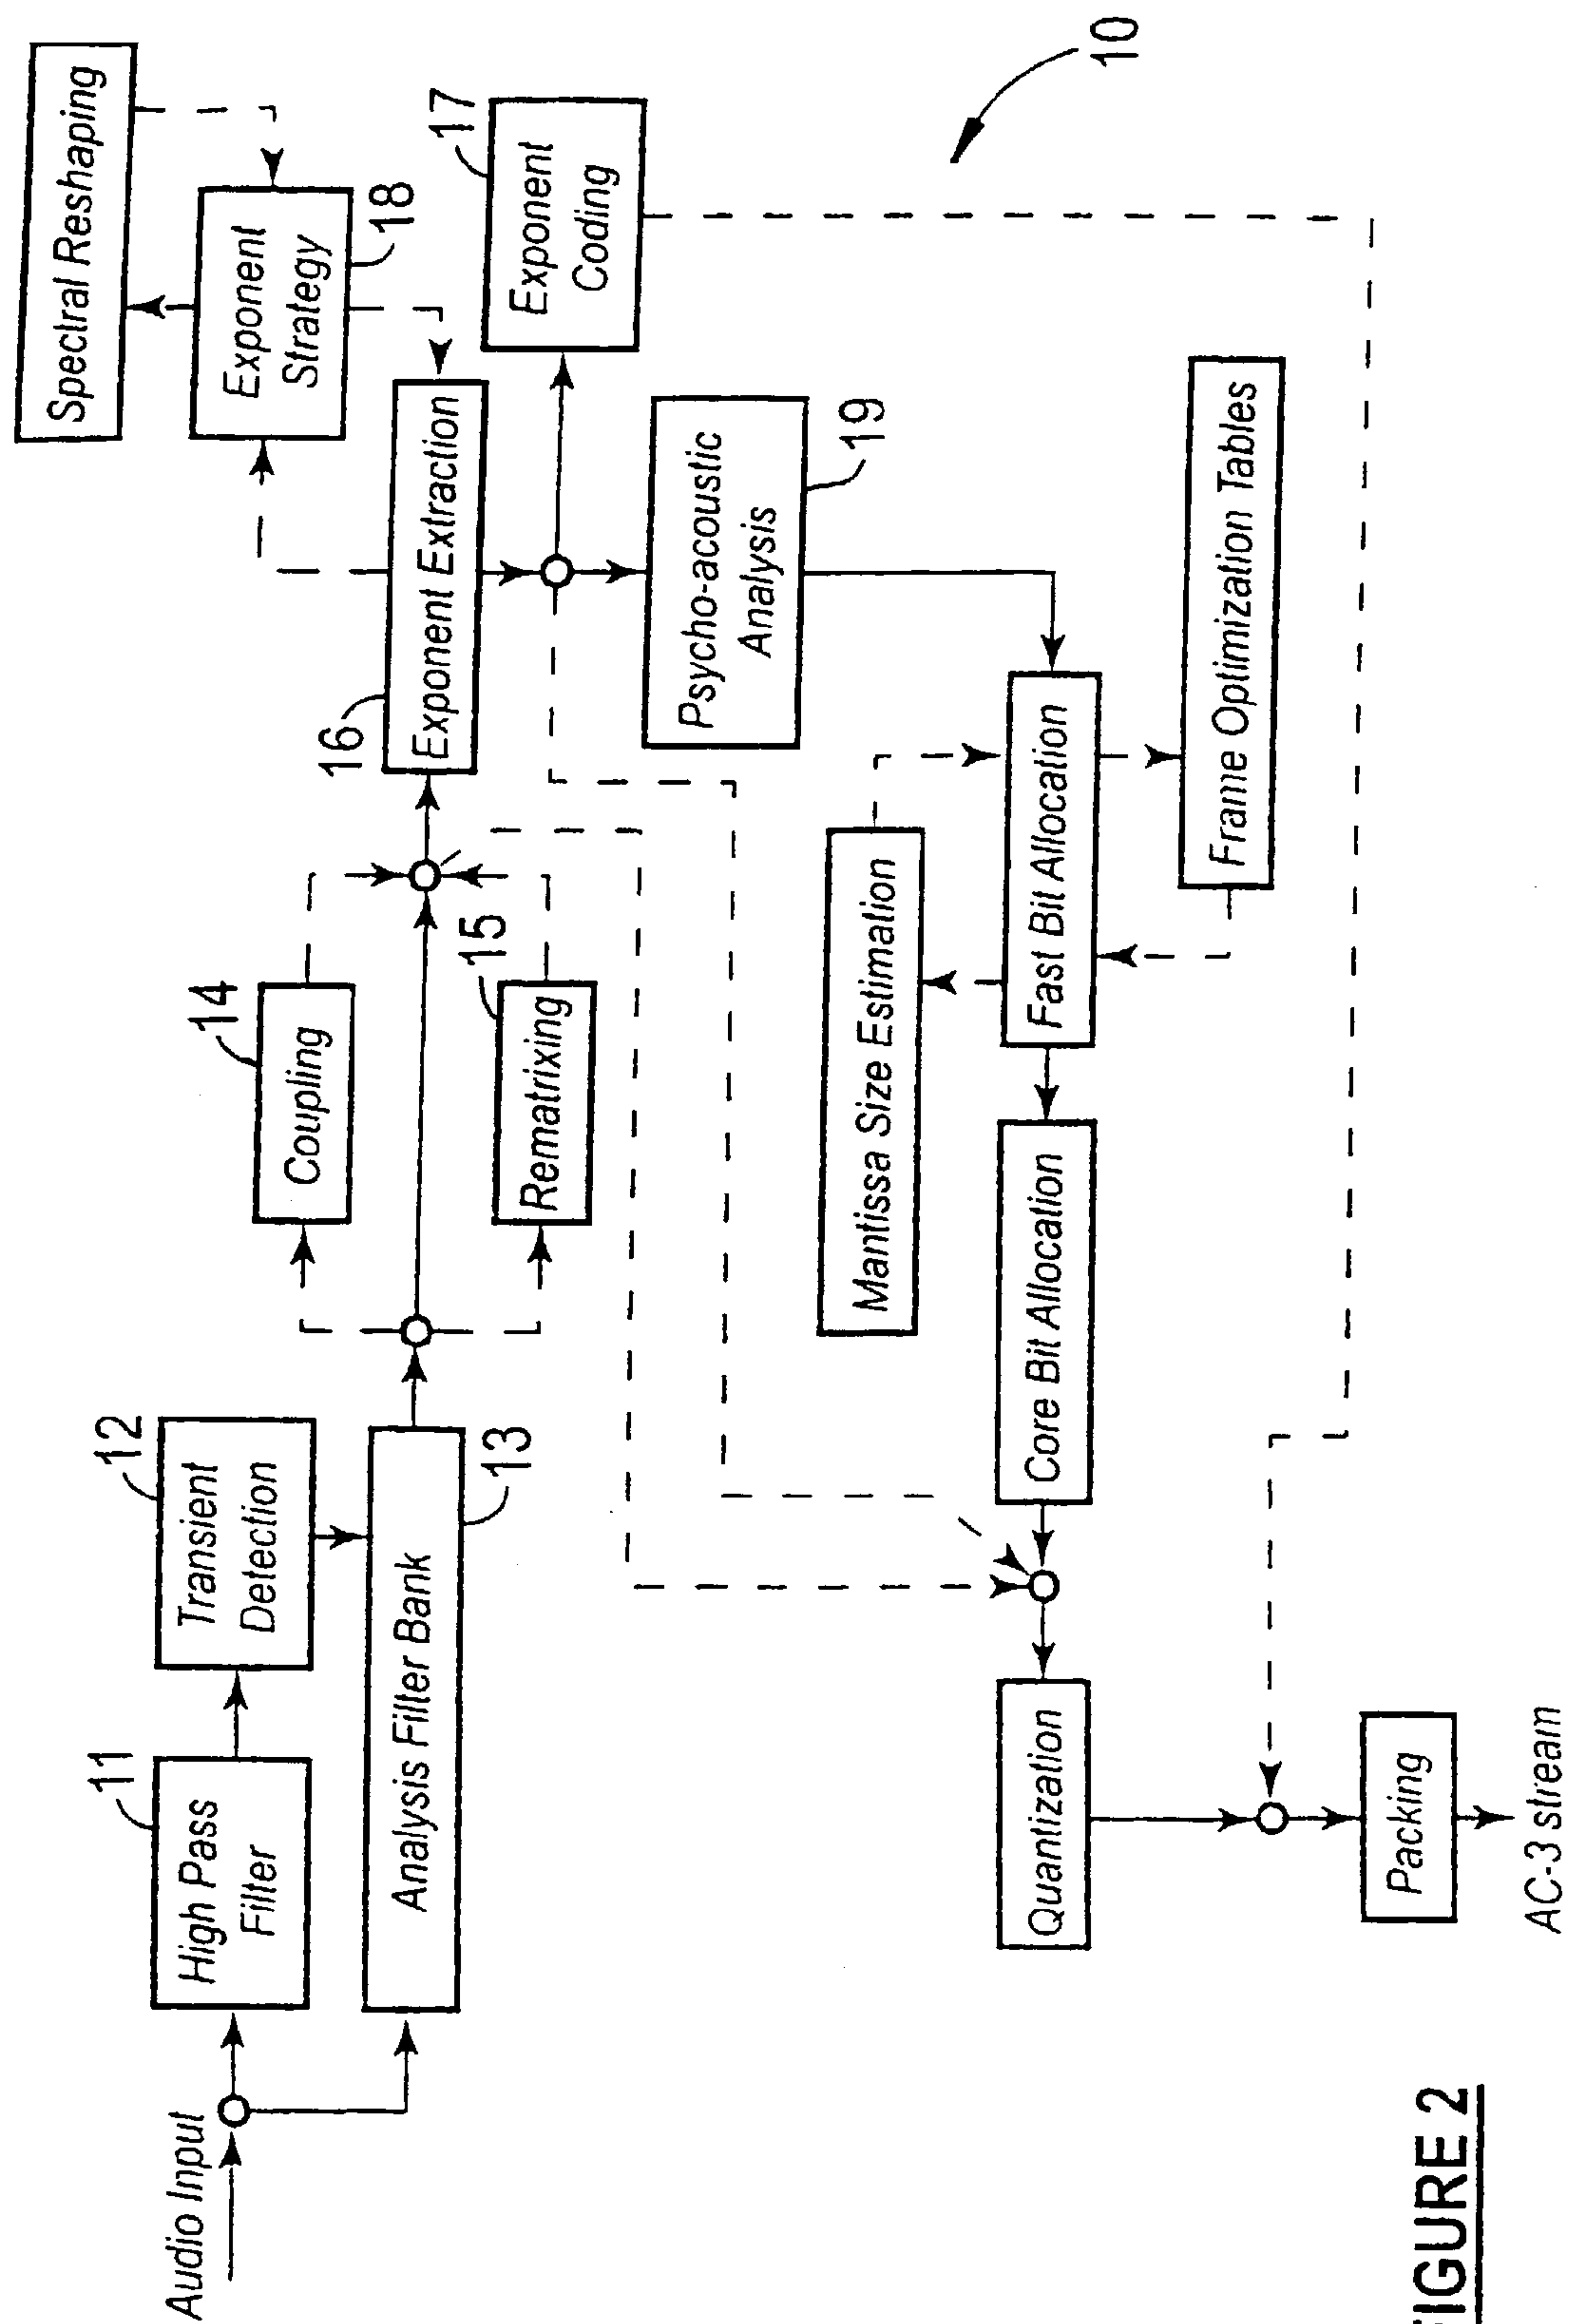 Audio Input
11
High Pass
Filter
12
Transient
Detection
Analysis Filter Bank
13
14
Coupling
15
Rematrixing
16
Exponent Extraction
Spectral Reshaping
Exponent
Strategy
18
17
Exponent
Coding
Psycho-acoustic
Analysis
19
10
Mantissa Size Estimation
Fast Bit Allocation
Frame Optimization Tables
Core Bit Allocation
Quantization
Packing
AC-3 stream
FIGURE 2